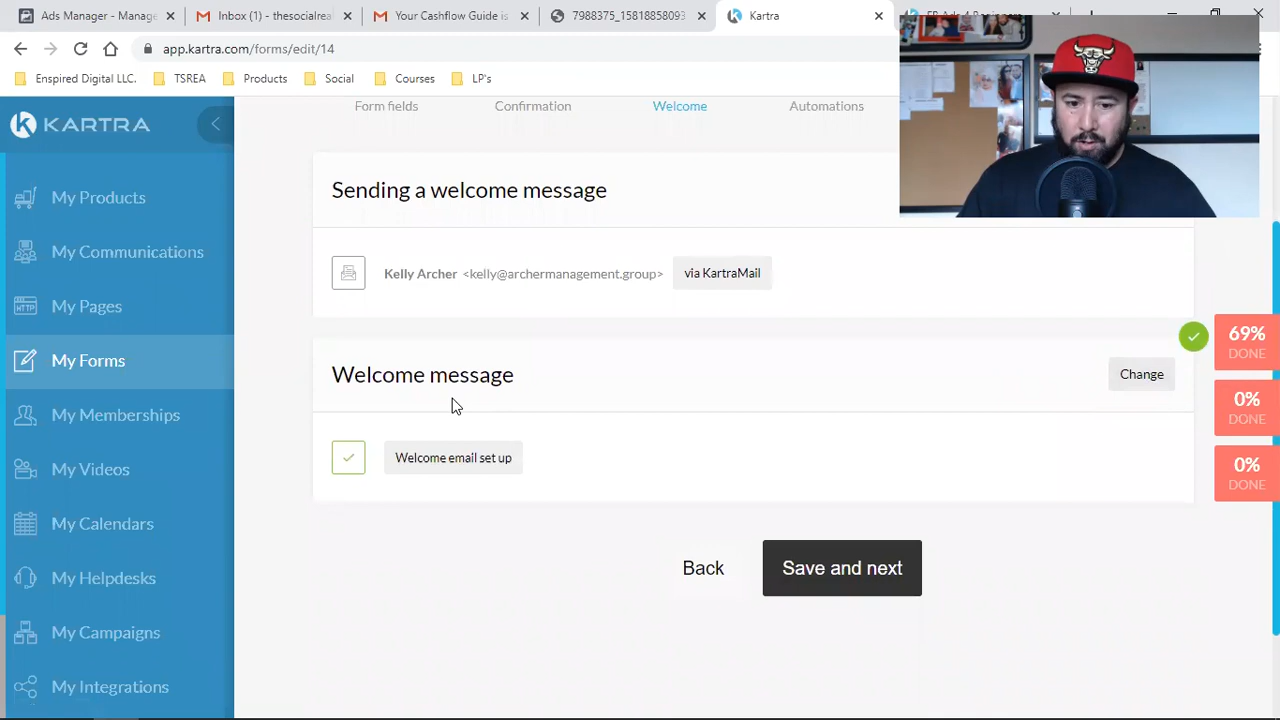 Ads Manager - Manage
Inbox
thesocialrea
Your Cashflow Guide is
7988375_15818858093
Kartra
app.kartra.com/forms/edit/14
Enspired Digital LLC.
TSREA
Products
Social
Courses
LP's
KARTRA
My Products
My Communications
My Pages
My Forms
My Memberships
My Videos
My Calendars
My Helpdesks
My Campaigns
My Integrations
Form fields
Confirmation
Welcome
Automations
Sending a welcome message
Kelly Archer <kelly@archermanagement.group>
via KartraMail
Welcome message
Change
Welcome email set up
Back
Save and next
69%
DONE
0%
DONE
0%
DONE